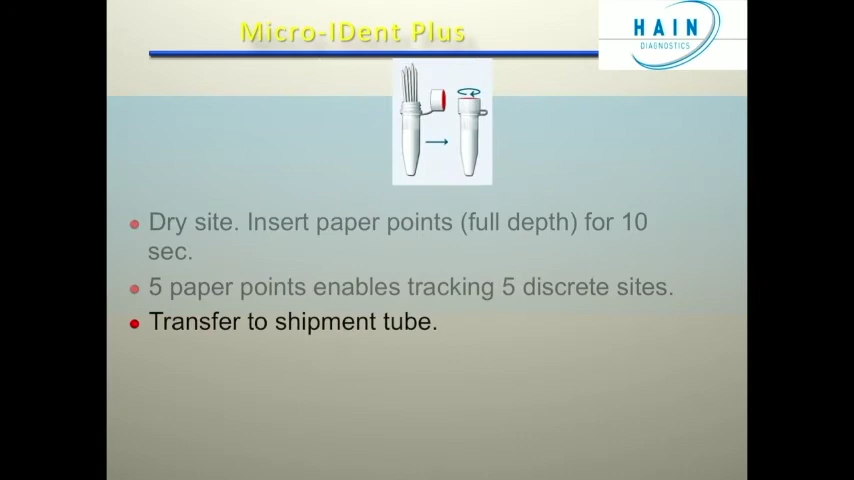 Micro-IDent Plus
HAIN
DIAGNOSTICS
Dry site. Insert paper points (full depth) for 10
sec.
5 paper points enables tracking 5 discrete sites.
Transfer to shipment tube.